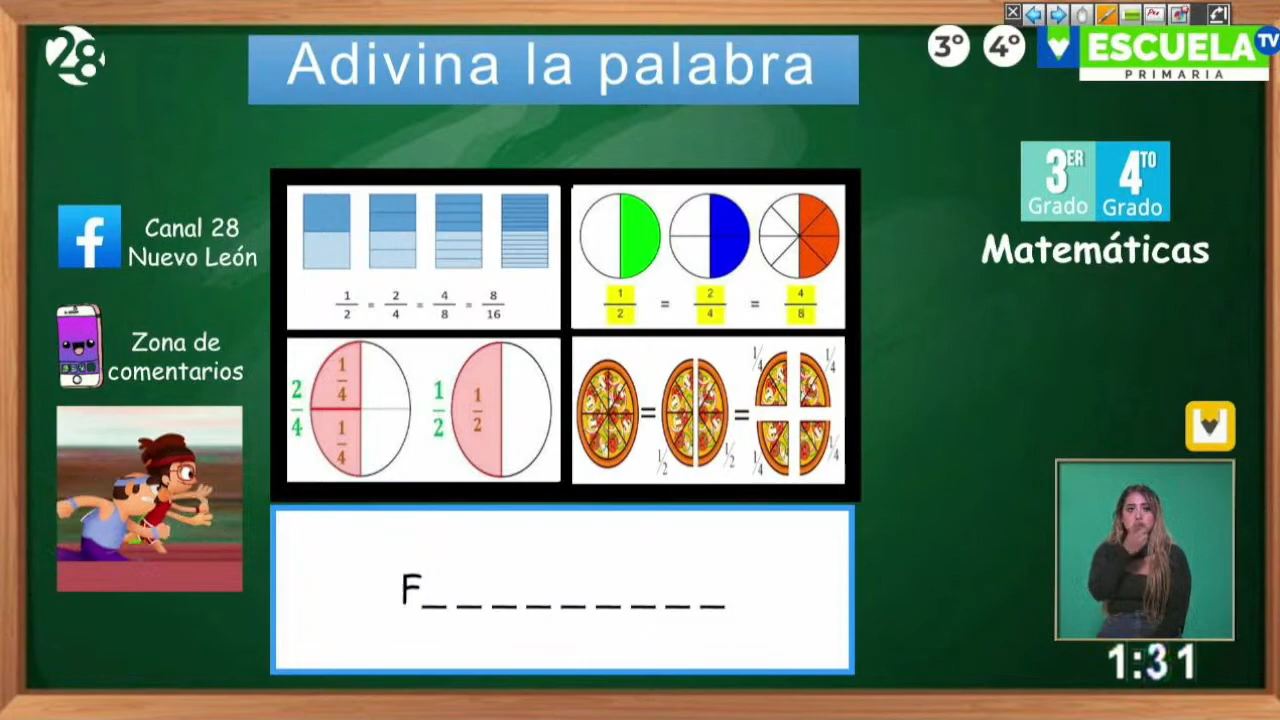 28
Adivina la palabra
3° 4° ESCUELA TV
PRIMARIA
3ER Grado 4TO Grado
Matemáticas
Canal 28
Nuevo León
Zona de
comentarios
1/2 = 2/4 = 4/8 = 8/16
1/2 = 2/4 = 4/8
2/4 1/4 1/4 1/2 1/2
= =
1/2 1/2 1/4 1/4 1/4 1/4
F_ _ _ _ _ _ _ _ _
1:31